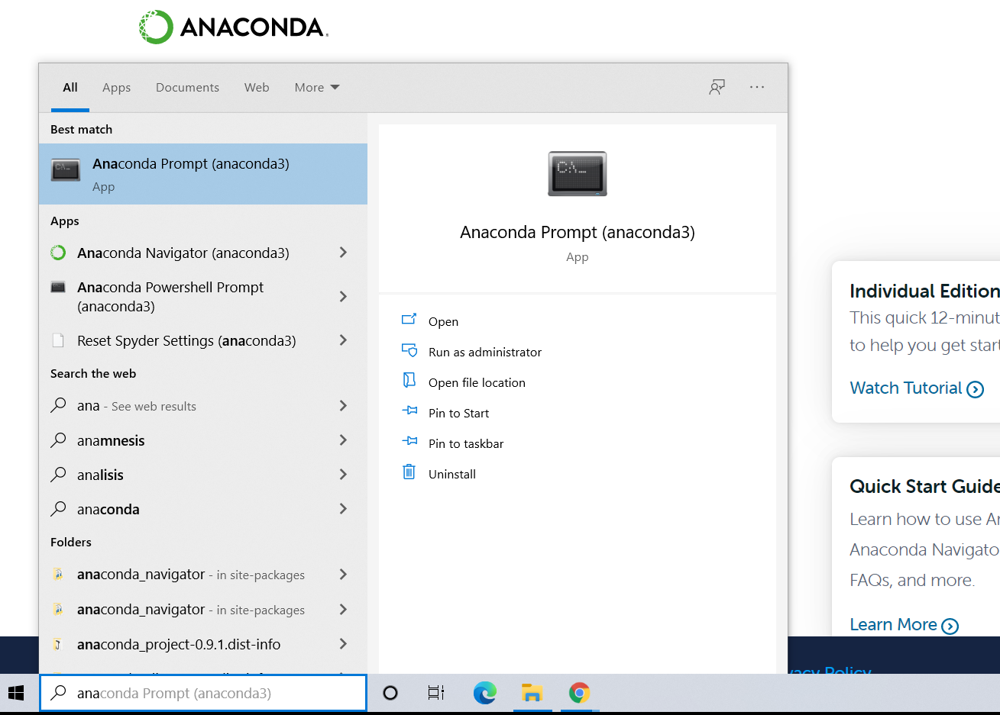 ANACONDA.
All Apps Documents Web More
Best match
Anaconda Prompt (anaconda3)
App
Apps
Anaconda Navigator (anaconda3)
Anaconda Powershell Prompt
(anaconda3)
Reset Spyder Settings (anaconda3)
Search the web
ana - See web results
anamnesis
analisis
anaconda
Folders
anaconda_navigator - in site-packages
anaconda_navigator - in site-packages
anaconda_project-0.9.1.dist-info
anaconda Prompt (anaconda3)
C:\_
Anaconda Prompt (anaconda3)
App
Open
Run as administrator
Open file location
Pin to Start
Pin to taskbar
Uninstall
Individual Edition
This quick 12-minut
to help you get start
Watch Tutorial
Quick Start Guide
Learn how to use An
Anaconda Navigato
FAQs, and more.
Learn More
vacy Policy